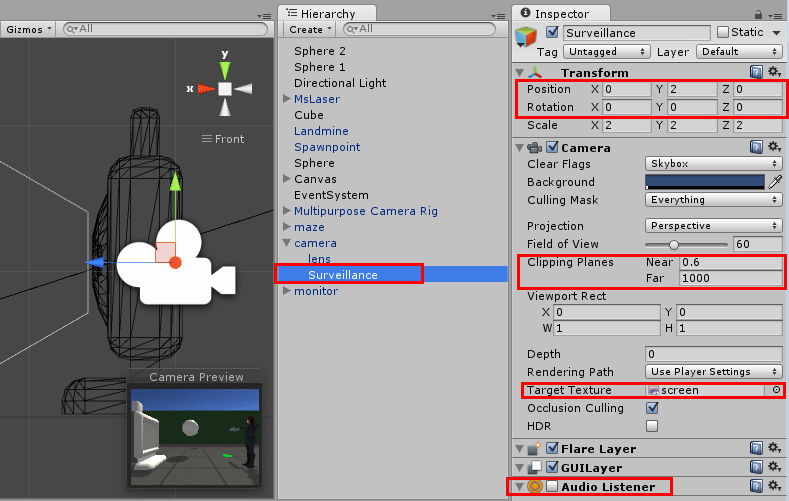 Gizmos
All
y
x
Front
Camera Preview
Hierarchy
Create
All
Sphere 2
Sphere 1
Directional Light
MsLaser
Cube
Landmine
Spawnpoint
Sphere
Canvas
EventSystem
Multipurpose Camera Rig
maze
camera
lens
Surveillance
monitor
Inspector
Surveillance Static
Tag Untagged Layer Default
Transform
Position X 0 Y 2 Z 0
Rotation X 0 Y 0 Z 0
Scale X 2 Y 2 Z 2
Camera
Clear Flags Skybox
Background
Culling Mask Everything
Projection Perspective
Field of View 60
Clipping Planes Near 0.6
Far 1000
Viewport Rect
X 0 Y 0
W 1 H 1
Depth 0
Rendering Path Use Player Settings
Target Texture screen
Occlusion Culling
HDR
Flare Layer
GUILayer
Audio Listener